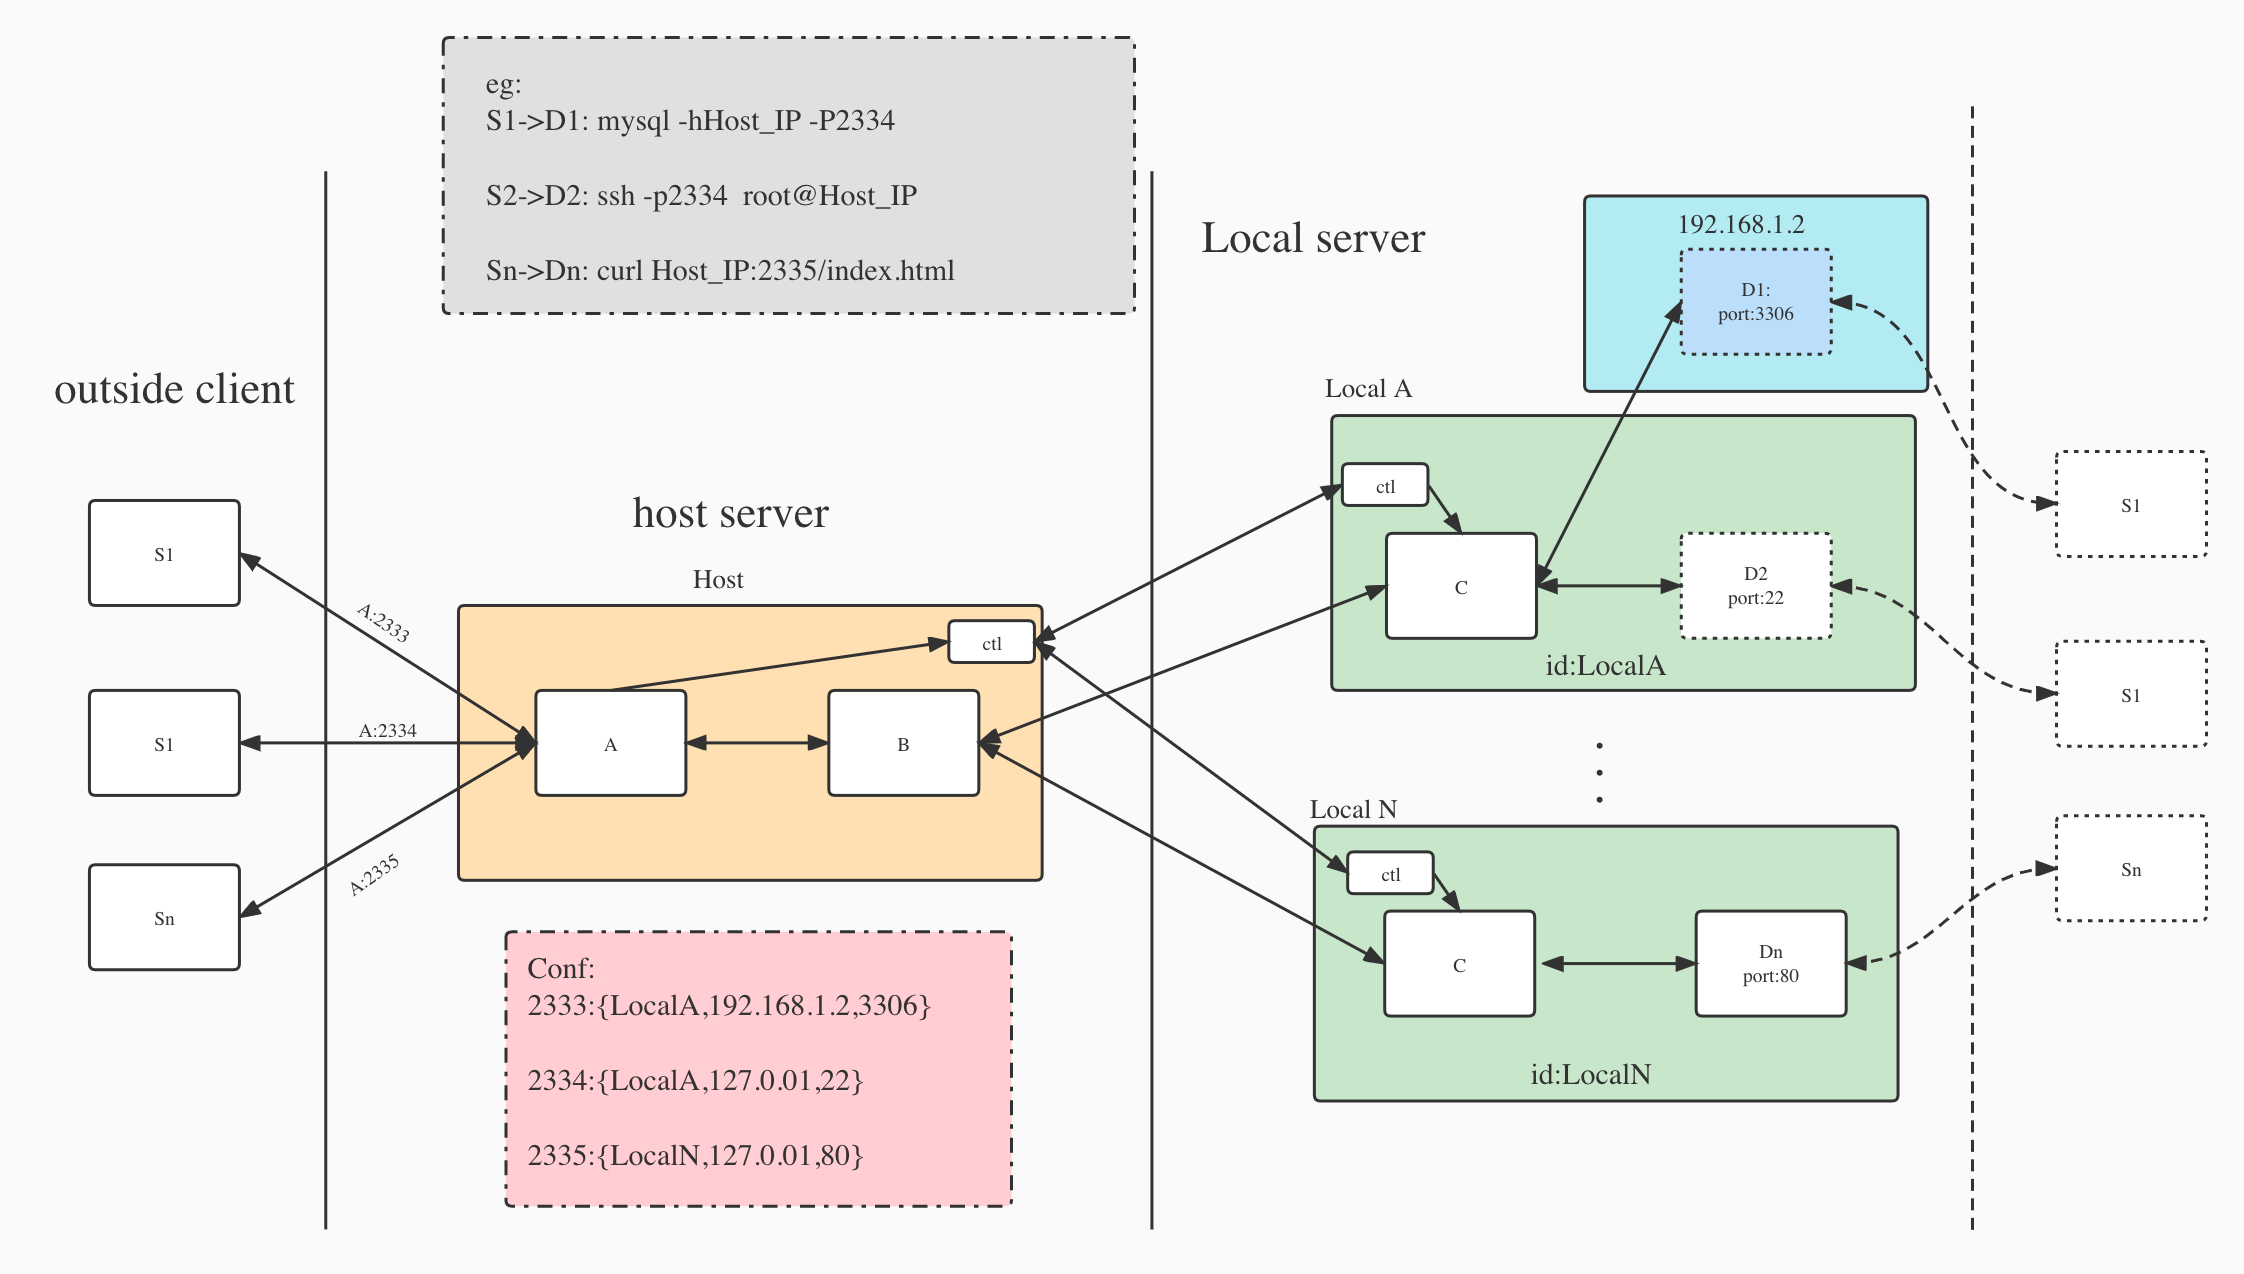 eg:
S1->D1: mysql -hHost_IP -P2334
S2->D2: ssh -p2334  root@Host_IP
Sn->Dn: curl Host_IP:2335/index.html
outside client
S1
S1
Sn
A:2333
A:2334
A:2335
host server
Host
ctl
A
B
Conf:
2333:{LocalA,192.168.1.2,3306}
2334:{LocalA,127.0.01,22}
2335:{LocalN,127.0.01,80}
Local server
192.168.1.2
D1:
port:3306
Local A
ctl
C
D2
port:22
id:LocalA
Local N
ctl
C
Dn
port:80
id:LocalN
S1
S1
Sn